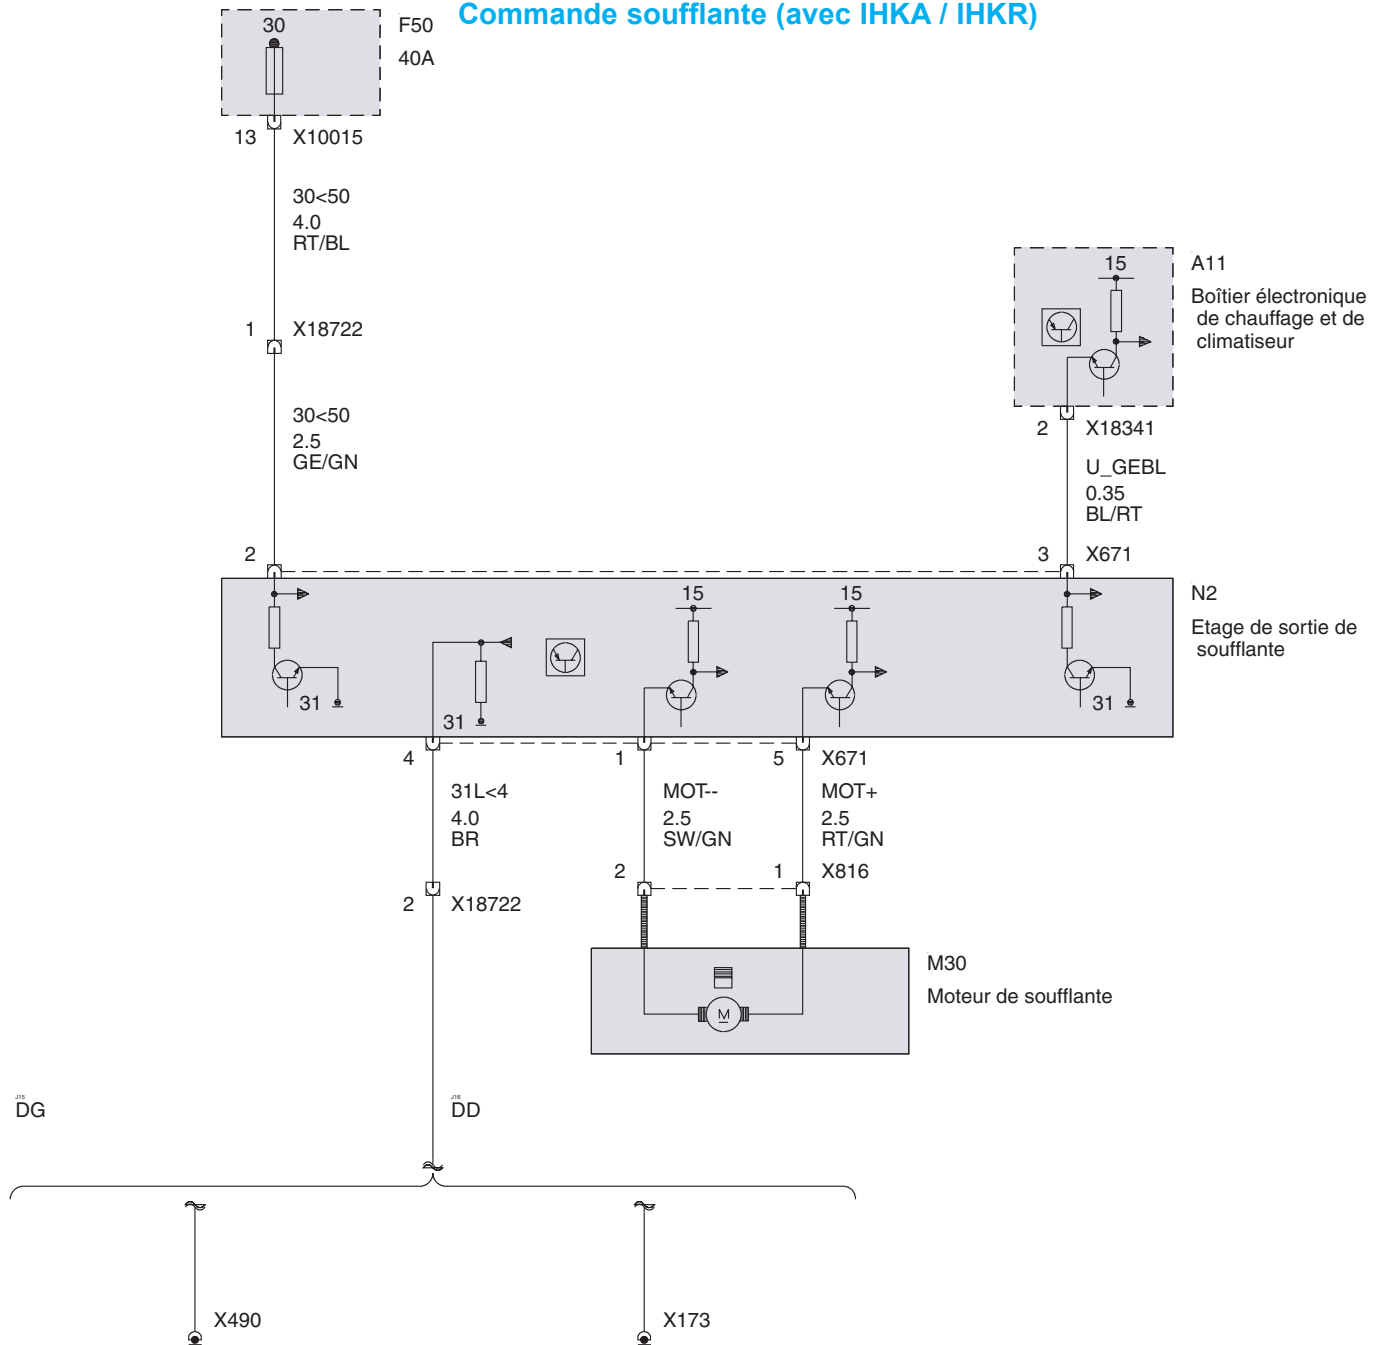 Commande soufflante (avec IHKA / IHKR)
30
F50
40A
13
X10015
30<50
4.0
RT/BL
15
A11
Boîtier électronique
de chauffage et de
climatiseur
1
X18722
30<50
2.5
GE/GN
2
X18341
U_GEBL
0.35
BL/RT
2
3
X671
15
15
N2
Etage de sortie de
soufflante
31
31
31
4
1
5
X671
31L<4
4.0
BR
MOT--
2.5
SW/GN
MOT+
2.5
RT/GN
2
1
X816
2
X18722
M30
Moteur de soufflante
M
J15
DG
J16
DD
X490
X173